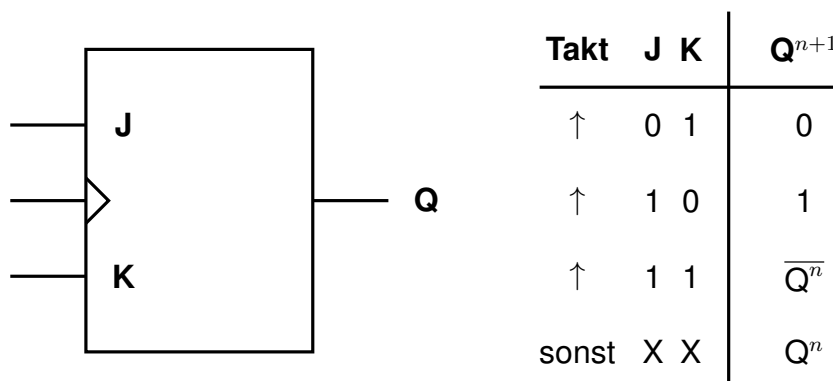 J
K
Q
Takt J K Qⁿ⁺¹
↑ 0 1 0
↑ 1 0 1
↑ 1 1 Q̅ⁿ̅
sonst X X Qⁿ